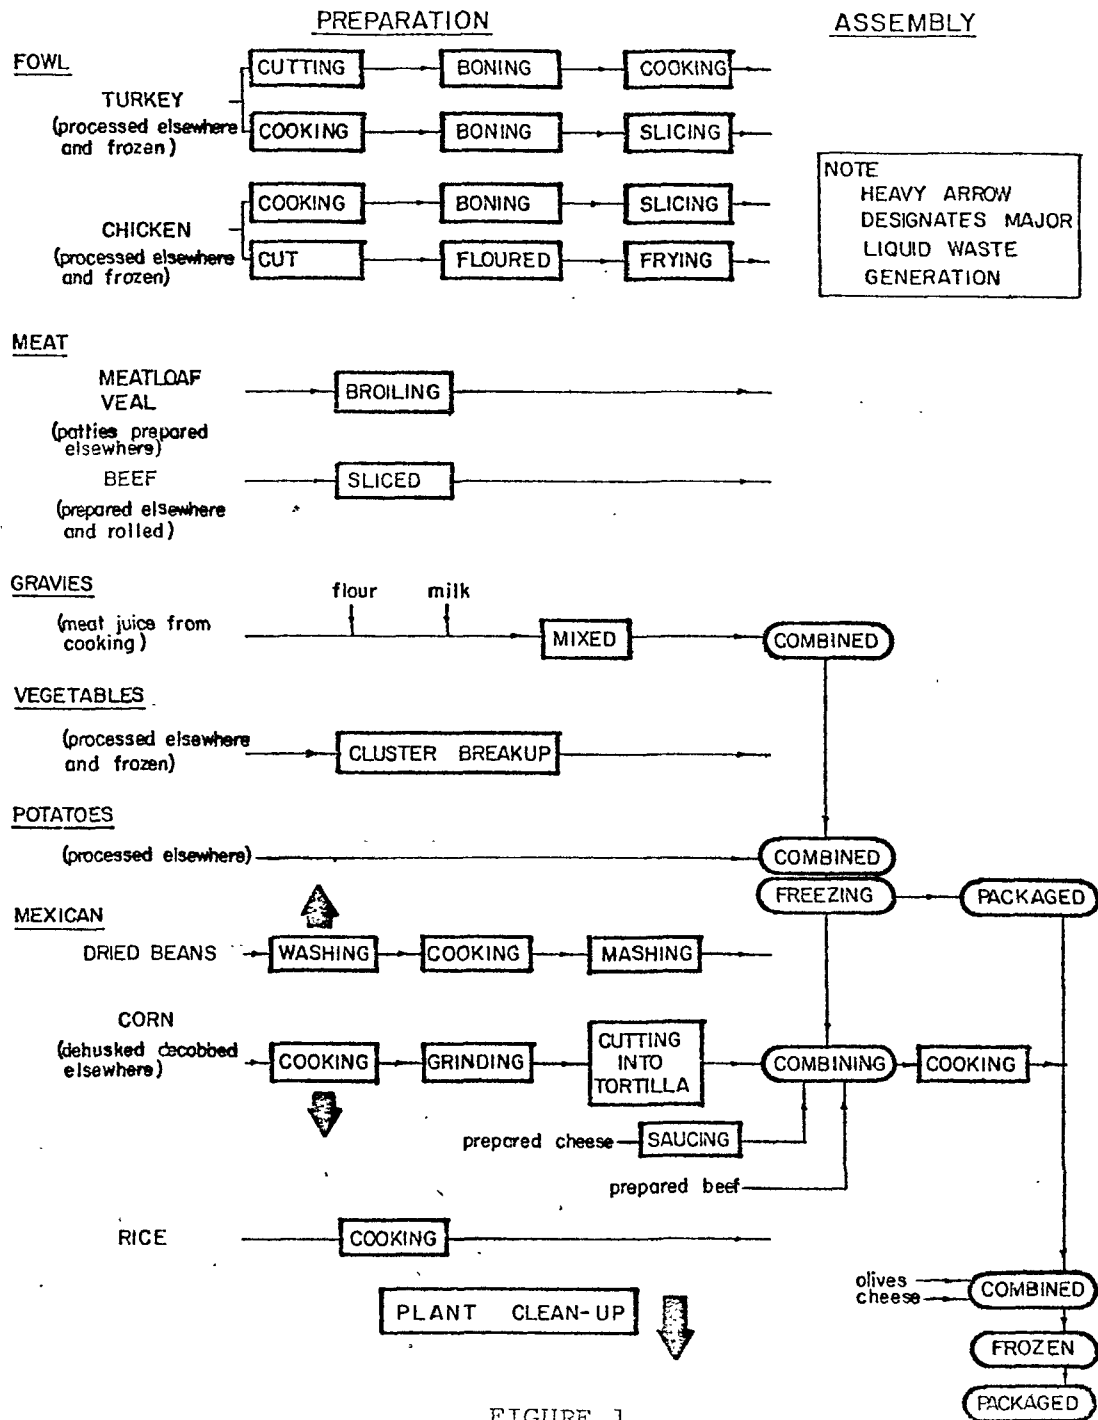 PREPARATION
ASSEMBLY
FOWL
TURKEY
(processed elsewhere
and frozen)
CUTTING
BONING
COOKING
COOKING
BONING
SLICING
CHICKEN
(processed elsewhere
and frozen)
COOKING
BONING
SLICING
CUT
FLOURED
FRYING
NOTE
HEAVY ARROW
DESIGNATES MAJOR
LIQUID WASTE
GENERATION
MEAT
MEATLOAF
VEAL
(patties prepared
elsewhere)
BROILING
BEEF
(prepared elsewhere
and rolled)
SLICED
GRAVIES
(meat juice from
cooking)
flour
milk
MIXED
COMBINED
VEGETABLES
(processed elsewhere
and frozen)
CLUSTER BREAKUP
POTATOES
(processed elsewhere)
COMBINED
FREEZING
PACKAGED
MEXICAN
DRIED BEANS
WASHING
COOKING
MASHING
CORN
(dehusked decobbed
elsewhere)
COOKING
GRINDING
CUTTING
INTO
TORTILLA
COMBINING
COOKING
prepared cheese
SAUCING
prepared beef
RICE
COOKING
olives
cheese
COMBINED
PLANT CLEAN-UP
FROZEN
PACKAGED
FIGURE 1